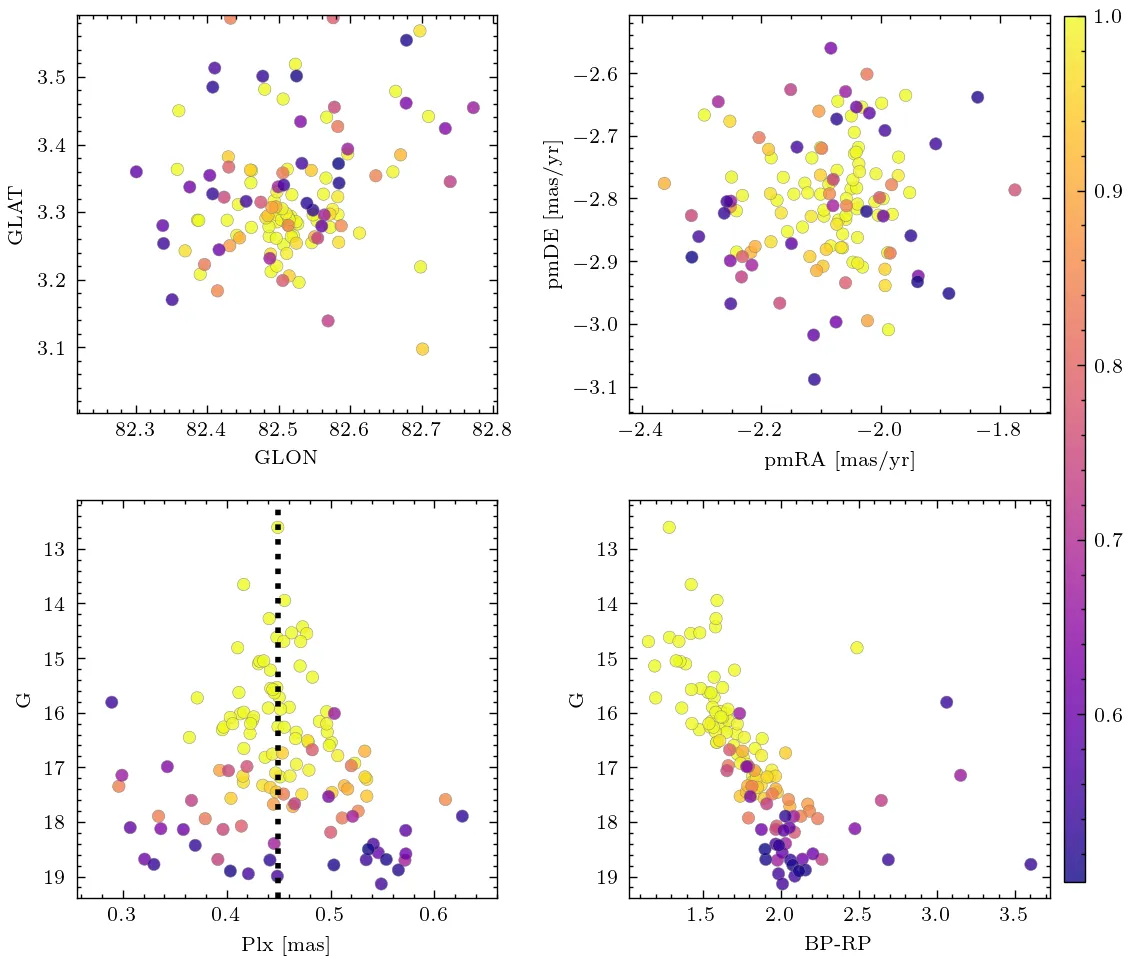 3.5
3.4
3.3
3.2
3.1
GLAT
82.3 82.4 82.5 82.6 82.7 82.8
GLON
−2.6
−2.7
−2.8
−2.9
−3.0
−3.1
pmDE [mas/yr]
−2.4 −2.2 −2.0 −1.8
pmRA [mas/yr]
1.0
0.9
0.8
0.7
0.6
13
14
15
16
17
18
19
G
0.3 0.4 0.5 0.6
Plx [mas]
13
14
15
16
17
18
19
G
1.5 2.0 2.5 3.0 3.5
BP-RP